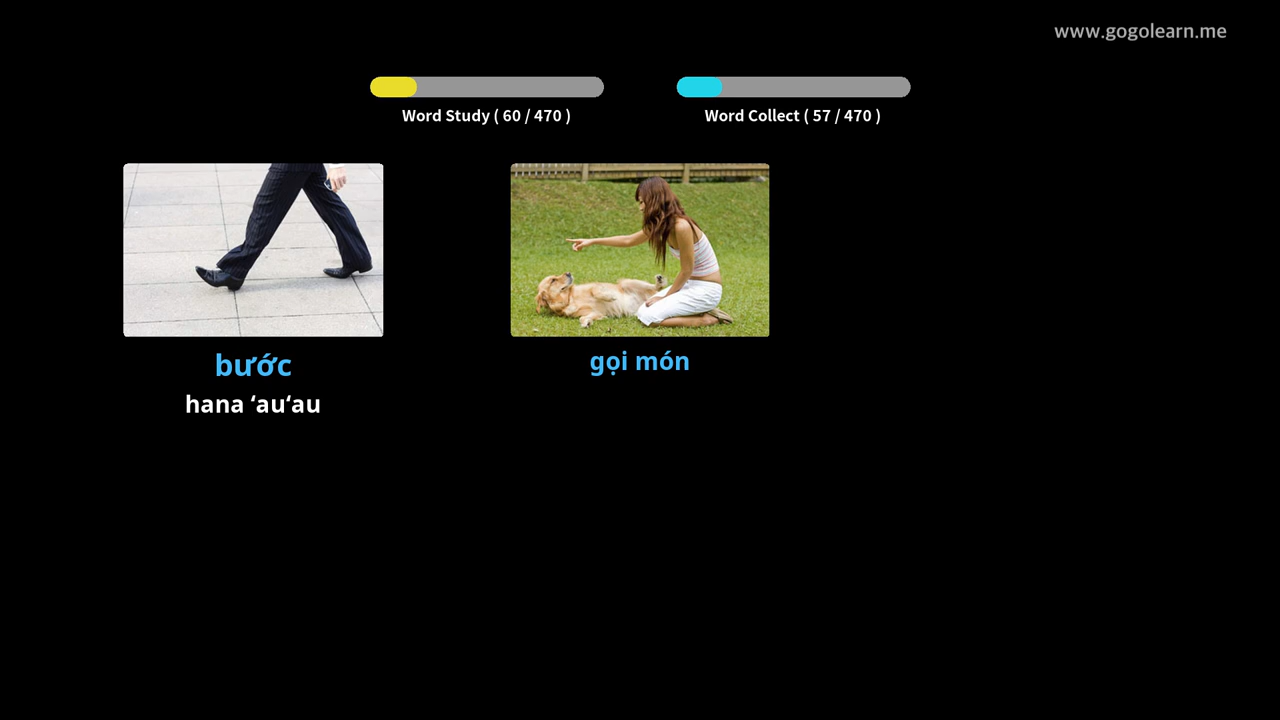 www.gogolearn.me
Word Study ( 60 / 470 )
Word Collect ( 57 / 470 )
bước
hana ʻauʻau
gọi món